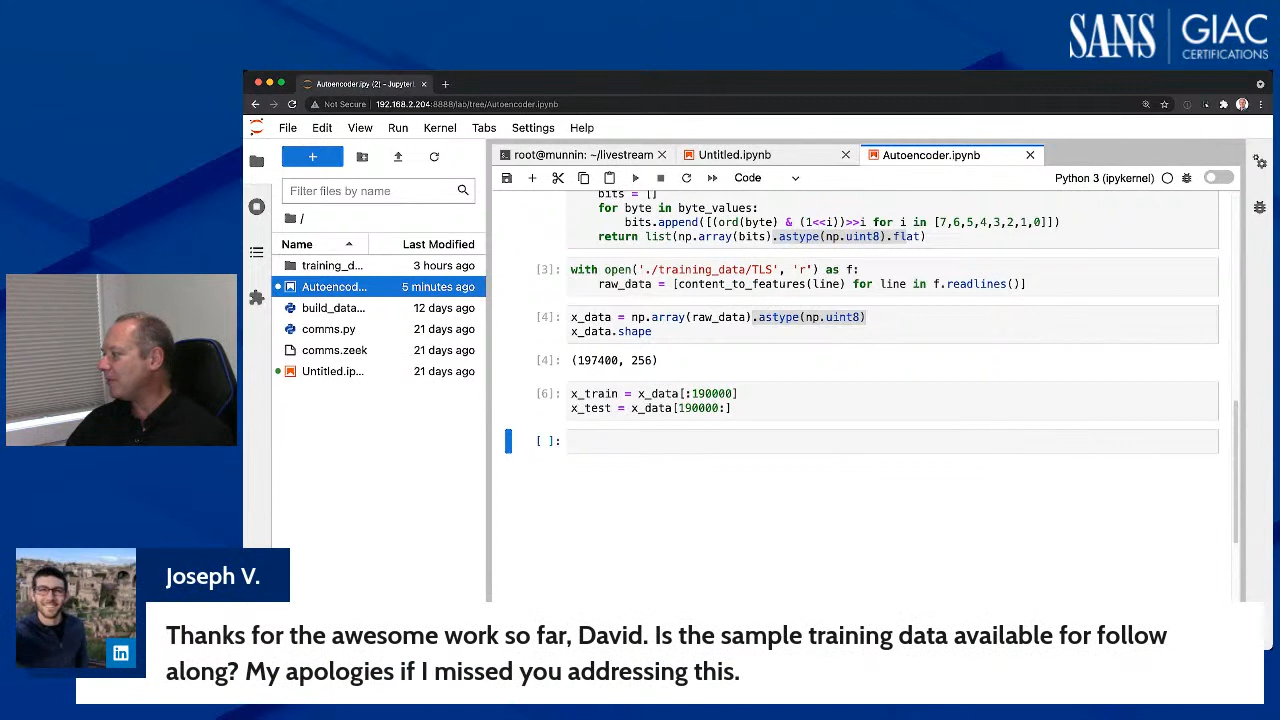 SANS
GIAC
CERTIFICATIONS
Autoencoder.ipy (2) - JupyterL
Not Secure 192.168.2.204:8888/lab/tree/Autoencoder.ipynb
File Edit View Run Kernel Tabs Settings Help
root@munnin: ~/livestream
Untitled.ipynb
Autoencoder.ipynb
Code
Python 3 (ipykernel)
Filter files by name
/
Name Last Modified
training_d... 3 hours ago
Autoencod... 5 minutes ago
build_data... 12 days ago
comms.py 21 days ago
comms.zeek 21 days ago
Untitled.ip... 21 days ago
bits = []
for byte in byte_values:
bits.append([(ord(byte) & (1<<i))>>i for i in [7,6,5,4,3,2,1,0]])
return list(np.array(bits).astype(np.uint8).flat)
[3]: with open('./training_data/TLS', 'r') as f:
raw_data = [content_to_features(line) for line in f.readlines()]
[4]: x_data = np.array(raw_data).astype(np.uint8)
x_data.shape
[4]: (197400, 256)
[6]: x_train = x_data[:190000]
x_test = x_data[190000:]
[ ]:
Joseph V.
Thanks for the awesome work so far, David. Is the sample training data available for follow
along? My apologies if I missed you addressing this.
in